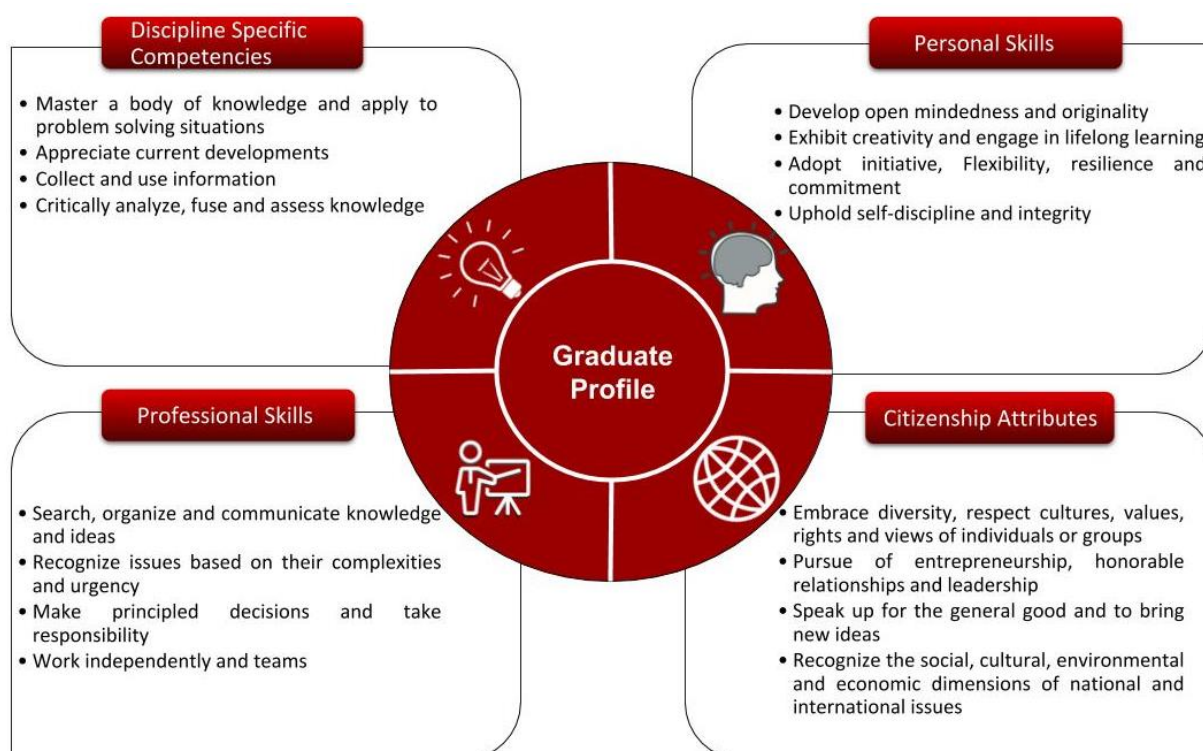 Discipline Specific
Competencies
• Master a body of knowledge and apply to
problem solving situations
• Appreciate current developments
• Collect and use information
• Critically analyze, fuse and assess knowledge
Personal Skills
• Develop open mindedness and originality
• Exhibit creativity and engage in lifelong learning
• Adopt initiative, Flexibility, resilience and
commitment
• Uphold self-discipline and integrity
Graduate
Profile
Professional Skills
• Search, organize and communicate knowledge
and ideas
• Recognize issues based on their complexities
and urgency
• Make principled decisions and take
responsibility
• Work independently and teams
Citizenship Attributes
• Embrace diversity, respect cultures, values,
rights and views of individuals or groups
• Pursue of entrepreneurship, honorable
relationships and leadership
• Speak up for the general good and to bring
new ideas
• Recognize the social, cultural, environmental
and economic dimensions of national and
international issues